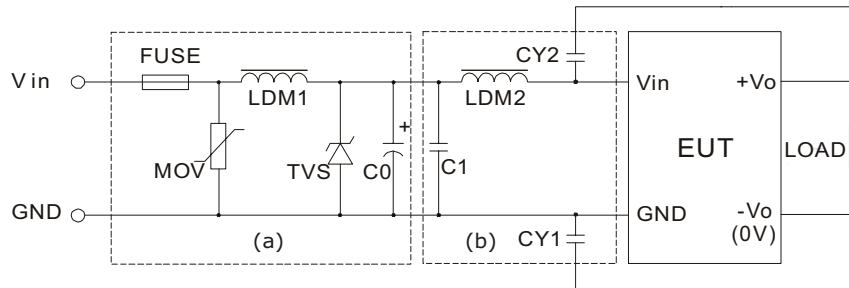 CY2
FUSE
Vin
LDM1
LDM2
Vin
+Vo
MOV
TVS
+
C0
C1
EUT
LOAD
GND
(a)
(b)
CY1
GND
-Vo
(0V)